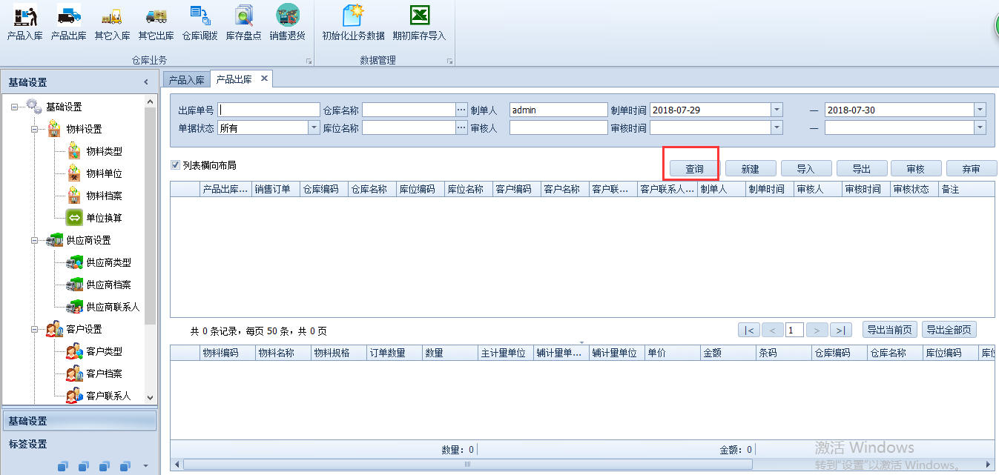 产品入库 产品出库 其它入库 其它出库 仓库调拨 库存盘点 销售退货 初始化业务数据 期初库存导入
仓库业务 数据管理
基础设置
产品入库 产品出库
基础设置
物料设置
物料类型
物料单位
物料档案
单位换算
供应商设置
供应商类型
供应商档案
供应商联系人
客户设置
客户类型
客户档案
客户联系人
基础设置
标签设置
出库单号 仓库名称 ... 制单人 admin 制单时间 2018-07-29 — 2018-07-30
单据状态 所有 库位名称 ... 审核人 审核时间 —
列表横向布局 查询 新建 导入 导出 审核 弃审
产品出库... 销售订单 仓库编码 仓库名称 库位编码 库位名称 客户编码 客户名称 客户联... 客户联系人... 制单人 制单时间 审核人 审核时间 审核状态 备注
共 0 条记录，每页 50 条，共 0 页 |< < 1 > >| 导出当前页 导出全部页
物料编码 物料名称 物料规格 订单数量 数量 主计量单位 辅计量单... 辅计量单位 单价 金额 条码 仓库编码 仓库名称 库位编码
数量: 0 金额: 0
激活 Windows
转到"设置"以激活 Windows。